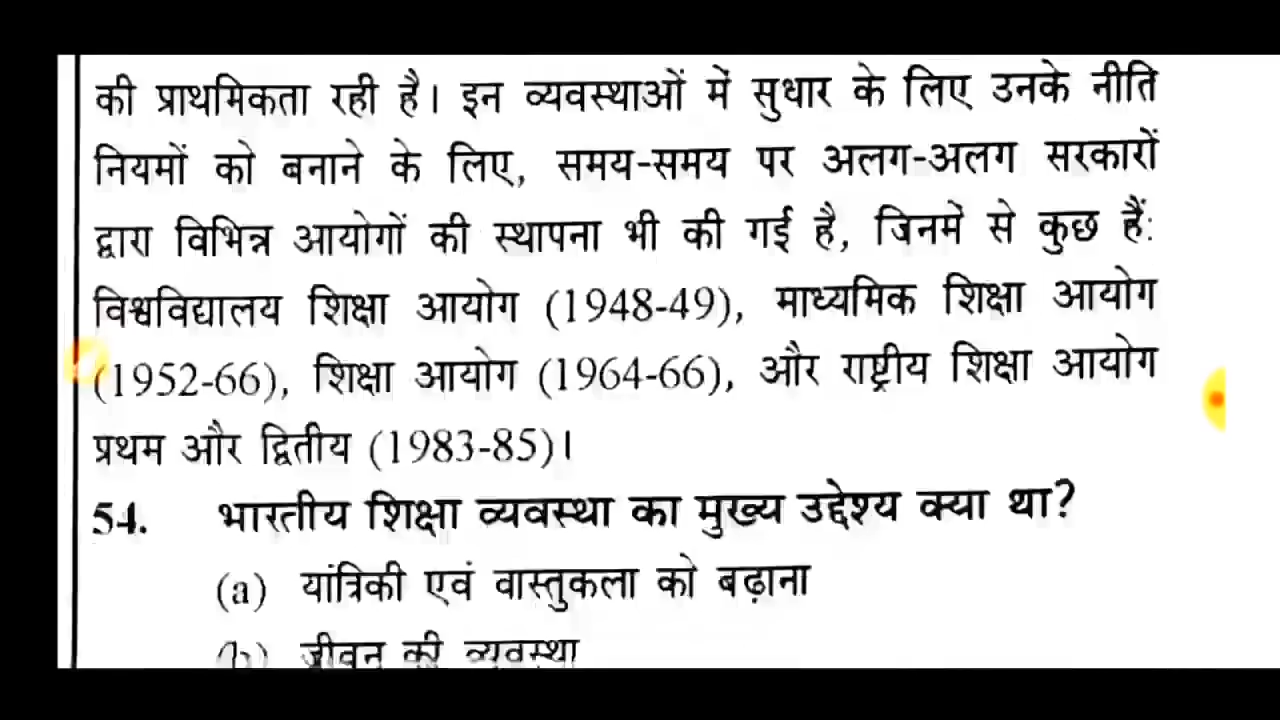 की प्राथमिकता रही है। इन व्यवस्थाओं में सुधार के लिए उनके नीति
नियमों को बनाने के लिए, समय-समय पर अलग-अलग सरकारों
द्वारा विभिन्न आयोगों की स्थापना भी की गई है, जिनमें से कुछ हैं:
विश्वविद्यालय शिक्षा आयोग (1948-49), माध्यमिक शिक्षा आयोग
(1952-66), शिक्षा आयोग (1964-66), और राष्ट्रीय शिक्षा आयोग
प्रथम और द्वितीय (1983-85)।
54. भारतीय शिक्षा व्यवस्था का मुख्य उद्देश्य क्या था?
(a) यांत्रिकी एवं वास्तुकला को बढ़ाना
(b) जीवन की व्यवस्था